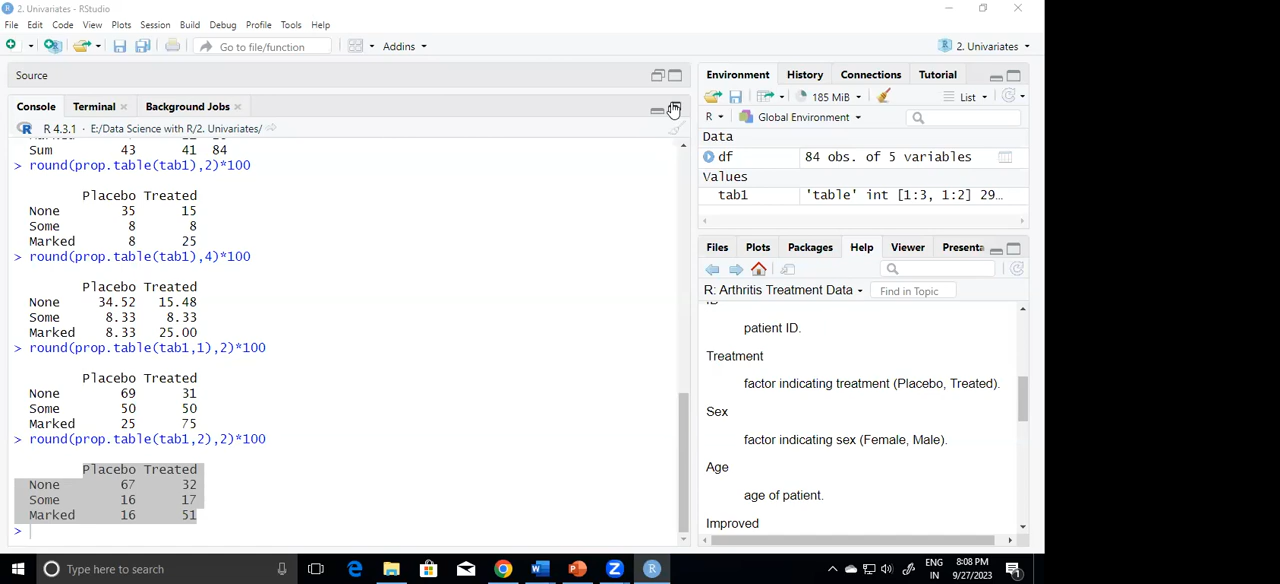 2. Univariates - RStudio
File Edit Code View Plots Session Build Debug Profile Tools Help
Go to file/function Addins 2. Univariates
Source
Console Terminal Background Jobs
R 4.3.1 · E:/Data Science with R/2. Univariates/
Sum 43 41 84
> round(prop.table(tab1),2)*100
Placebo Treated
None 35 15
Some 8 8
Marked 8 25
> round(prop.table(tab1),4)*100
Placebo Treated
None 34.52 15.48
Some 8.33 8.33
Marked 8.33 25.00
> round(prop.table(tab1,1),2)*100
Placebo Treated
None 69 31
Some 50 50
Marked 25 75
> round(prop.table(tab1,2),2)*100
Placebo Treated
None 67 32
Some 16 17
Marked 16 51
>
Environment History Connections Tutorial
185 MiB List
R Global Environment
Data
df 84 obs. of 5 variables
Values
tab1 'table' int [1:3, 1:2] 29…
Files Plots Packages Help Viewer Presenta
R: Arthritis Treatment Data Find in Topic
ID
patient ID.
Treatment
factor indicating treatment (Placebo, Treated).
Sex
factor indicating sex (Female, Male).
Age
age of patient.
Improved
Type here to search
ENG
IN
8:08 PM
9/27/2023